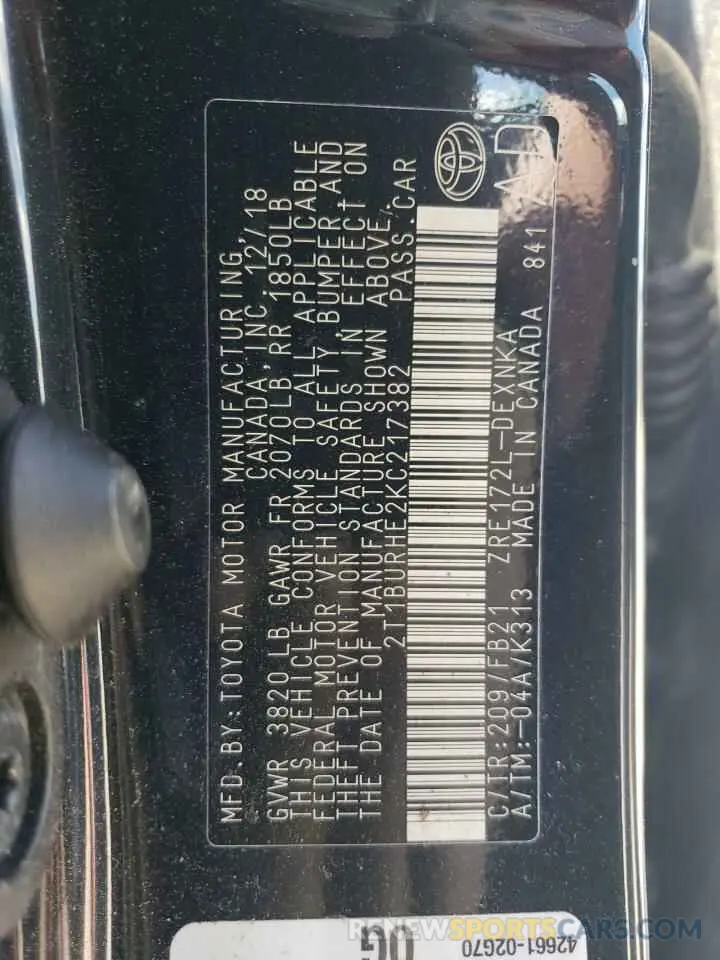 MFD. BY: TOYOTA MOTOR MANUFACTURING,
CANADA, INC. 12/18
GVWR 3820LB GAWR FR 2070LB RR 1850LB
THIS VEHICLE CONFORMS TO ALL APPLICABLE
FEDERAL MOTOR VEHICLE SAFETY, BUMPER, AND
THEFT PREVENTION STANDARDS IN EFFECT ON
THE DATE OF MANUFACTURE SHOWN ABOVE.
2T1BURHE2KC217382 PASS. CAR
C/TR: 209/FB21 ZRE172L-DEXNKA
A/TM: -04A/K313 MADE IN CANADA 841 AD
42661-02G70
RENEWSPORTSCARS.COM